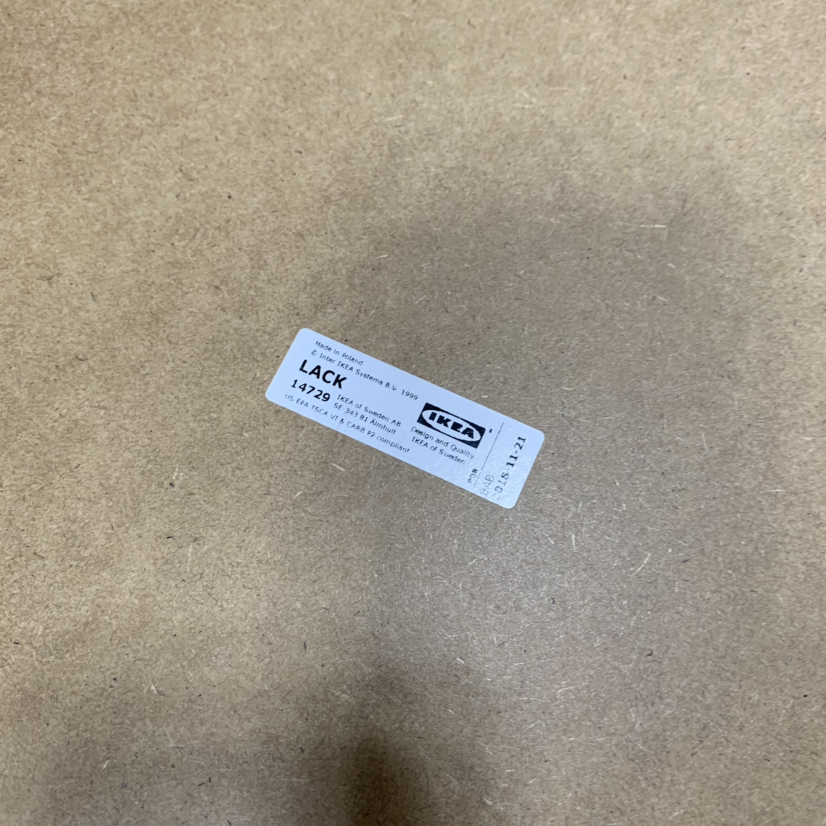 Made in Poland
© Inter IKEA Systems B.V. 1999
LACK
14729
IKEA of Sweden AB
SE-343 81 Älmhult
US EPA TSCA VI & CARB P2 compliant
IKEA
Design and Quality
IKEA of Sweden
2018-11-21